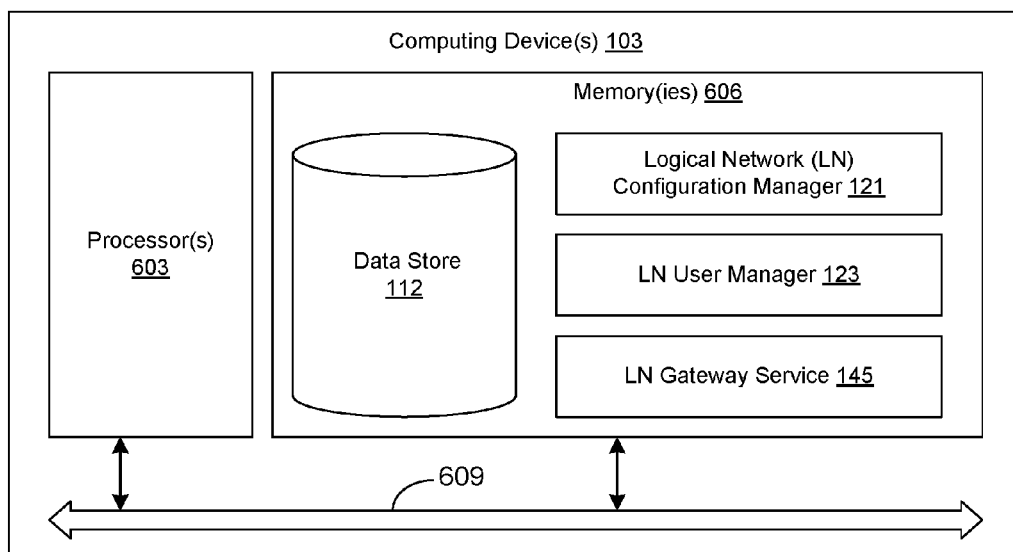 Computing Device(s) 103
Processor(s)
603
Memory(ies) 606
Data Store
112
Logical Network (LN)
Configuration Manager 121
LN User Manager 123
LN Gateway Service 145
609